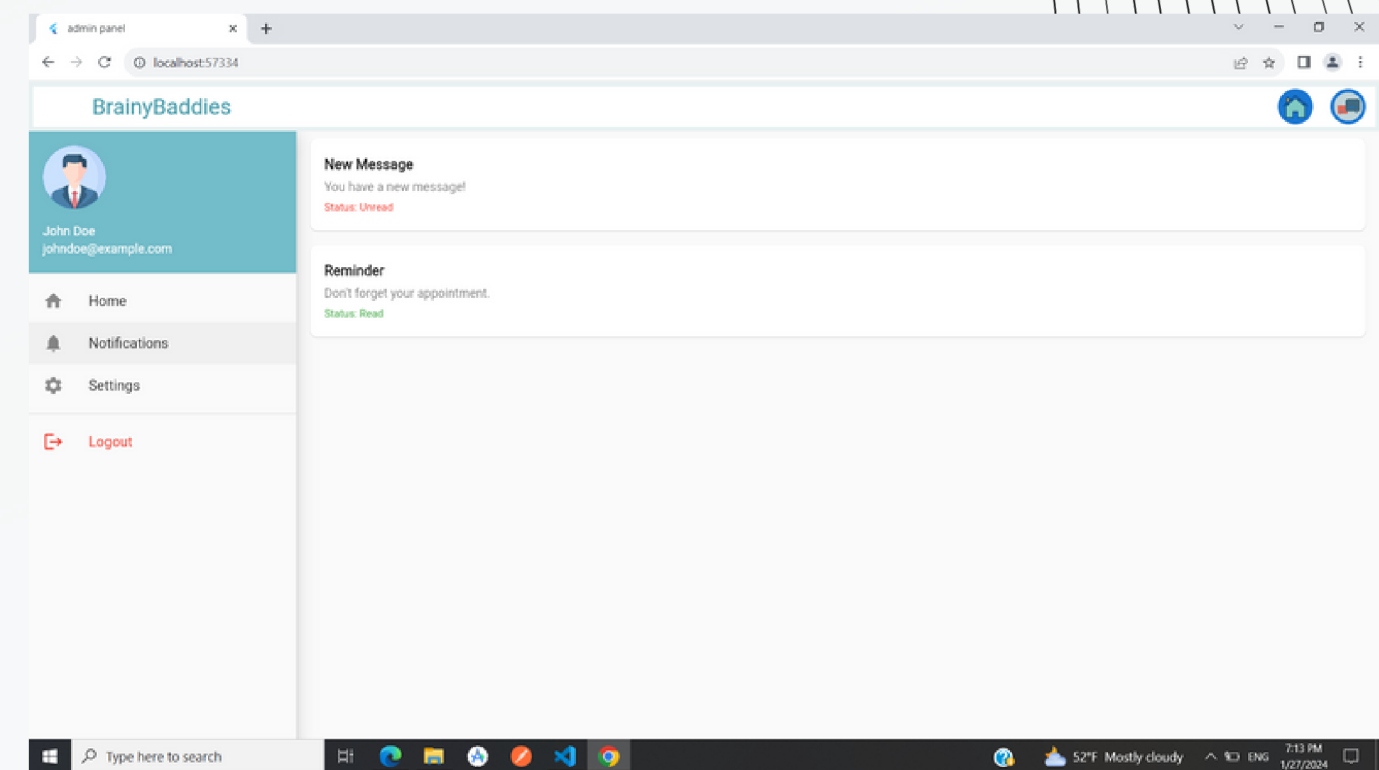 admin panel
localhost:57334
BrainyBaddies
John Doe
johndoe@example.com
Home
Notifications
Settings
Logout
New Message
You have a new message!
Status: Unread
Reminder
Don't forget your appointment.
Status: Read
Type here to search
52°F Mostly cloudy
ENG
7:13 PM
1/27/2024